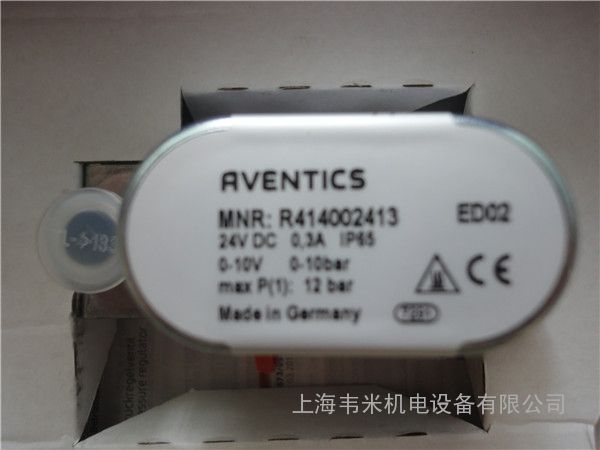 AVENTICS
MNR: R414002413 ED02
24V DC 0,3A IP65
0-10V 0-10bar
max P(1): 12 bar
Made in Germany
CE
上海韦米机电设备有限公司